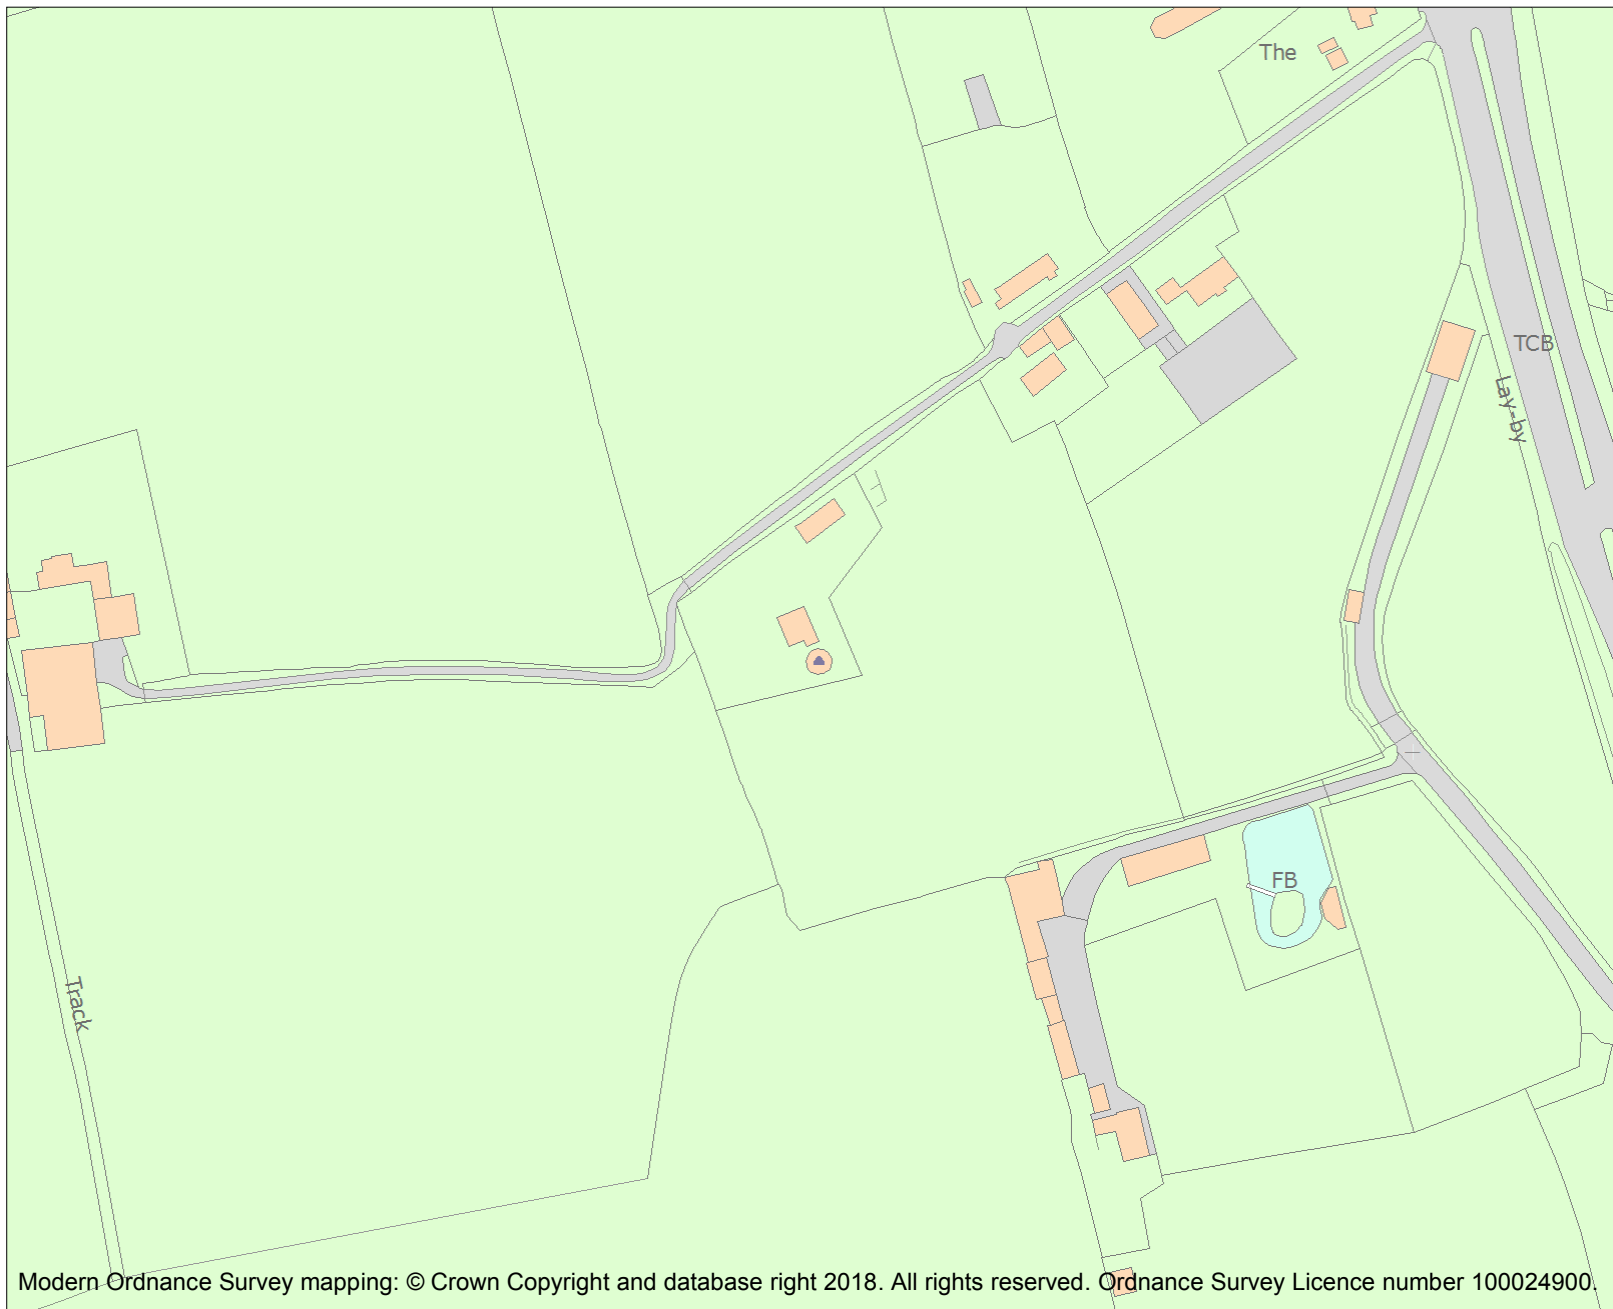 The
TCB
Lay-by
FB
Track
Modern Ordnance Survey mapping: © Crown Copyright and database right 2018. All rights reserved. Ordnance Survey Licence number 100024900.